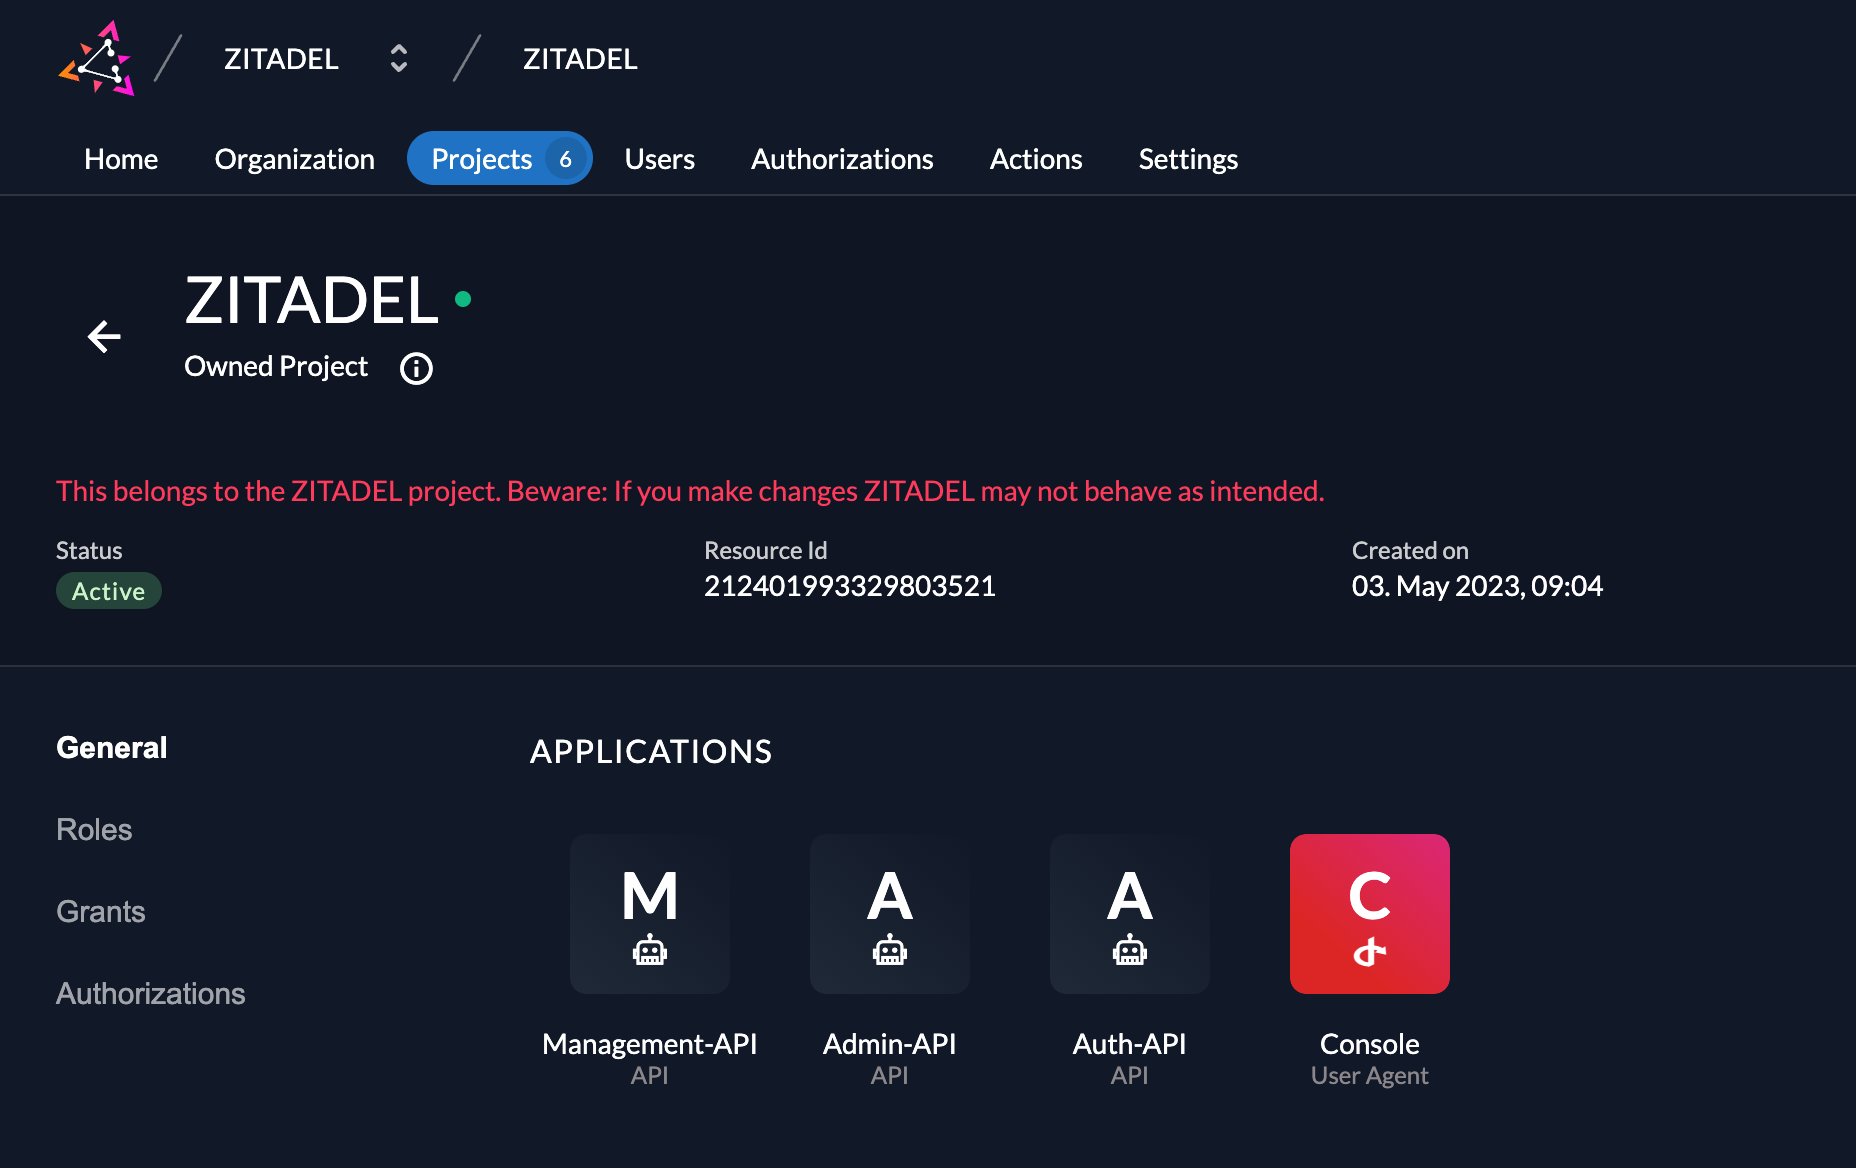 ZITADEL ZITADEL
Home Organization Projects 6 Users Authorizations Actions Settings
ZITADEL
Owned Project
This belongs to the ZITADEL project. Beware: If you make changes ZITADEL may not behave as intended.
Status Resource Id Created on
Active 212401993329803521 03. May 2023, 09:04
General
Roles
Grants
Authorizations
APPLICATIONS
M A A C
Management-API Admin-API Auth-API Console
API API API User Agent